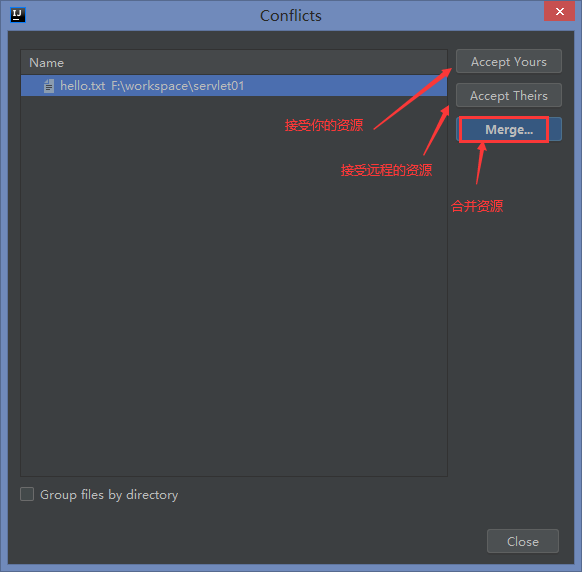 IJ
Conflicts
Name
hello.txt F:\workspace\servlet01
Accept Yours
Accept Theirs
Merge...
接受你的资源
接受远程的资源
合并资源
Group files by directory
Close